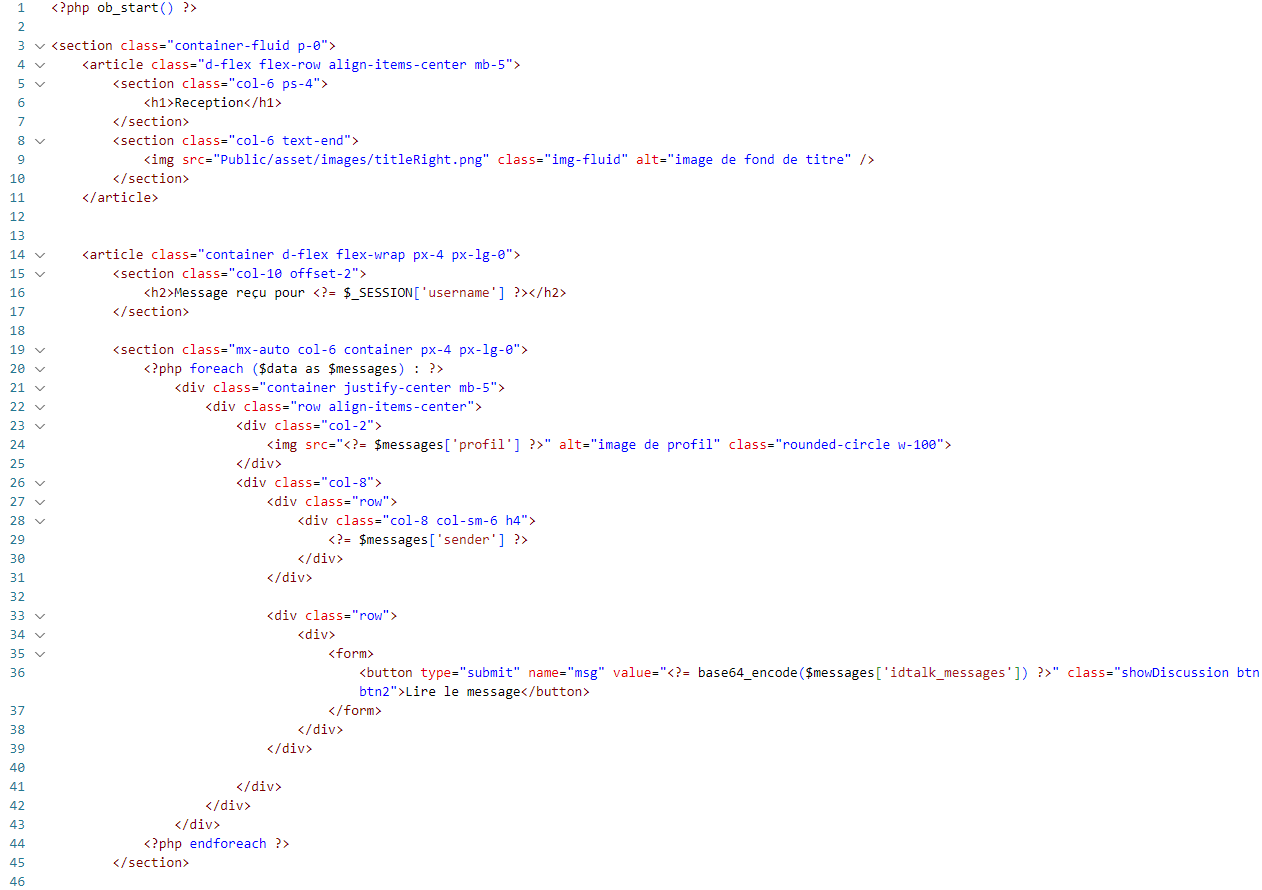 1 <?php ob_start() ?>
2
3 <section class="container-fluid p-0">
4 <article class="d-flex flex-row align-items-center mb-5">
5 <section class="col-6 ps-4">
6 <h1>Reception</h1>
7 </section>
8 <section class="col-6 text-end">
9 <img src="Public/asset/images/titleRight.png" class="img-fluid" alt="image de fond de titre" />
10 </section>
11 </article>
12
13
14 <article class="container d-flex flex-wrap px-4 px-lg-0">
15 <section class="col-10 offset-2">
16 <h2>Message reçu pour <?= $_SESSION['username'] ?></h2>
17 </section>
18
19 <section class="mx-auto col-6 container px-4 px-lg-0">
20 <?php foreach ($data as $messages) : ?>
21 <div class="container justify-center mb-5">
22 <div class="row align-items-center">
23 <div class="col-2">
24 <img src="<?= $messages['profil'] ?>" alt="image de profil" class="rounded-circle w-100">
25 </div>
26 <div class="col-8">
27 <div class="row">
28 <div class="col-8 col-sm-6 h4">
29 <?= $messages['sender'] ?>
30 </div>
31 </div>
32
33 <div class="row">
34 <div>
35 <form>
36 <button type="submit" name="msg" value="<?= base64_encode($messages['idtalk_messages']) ?>" class="showDiscussion btn
btn2">Lire le message</button>
37 </form>
38 </div>
39 </div>
40
41 </div>
42 </div>
43 </div>
44 <?php endforeach ?>
45 </section>
46